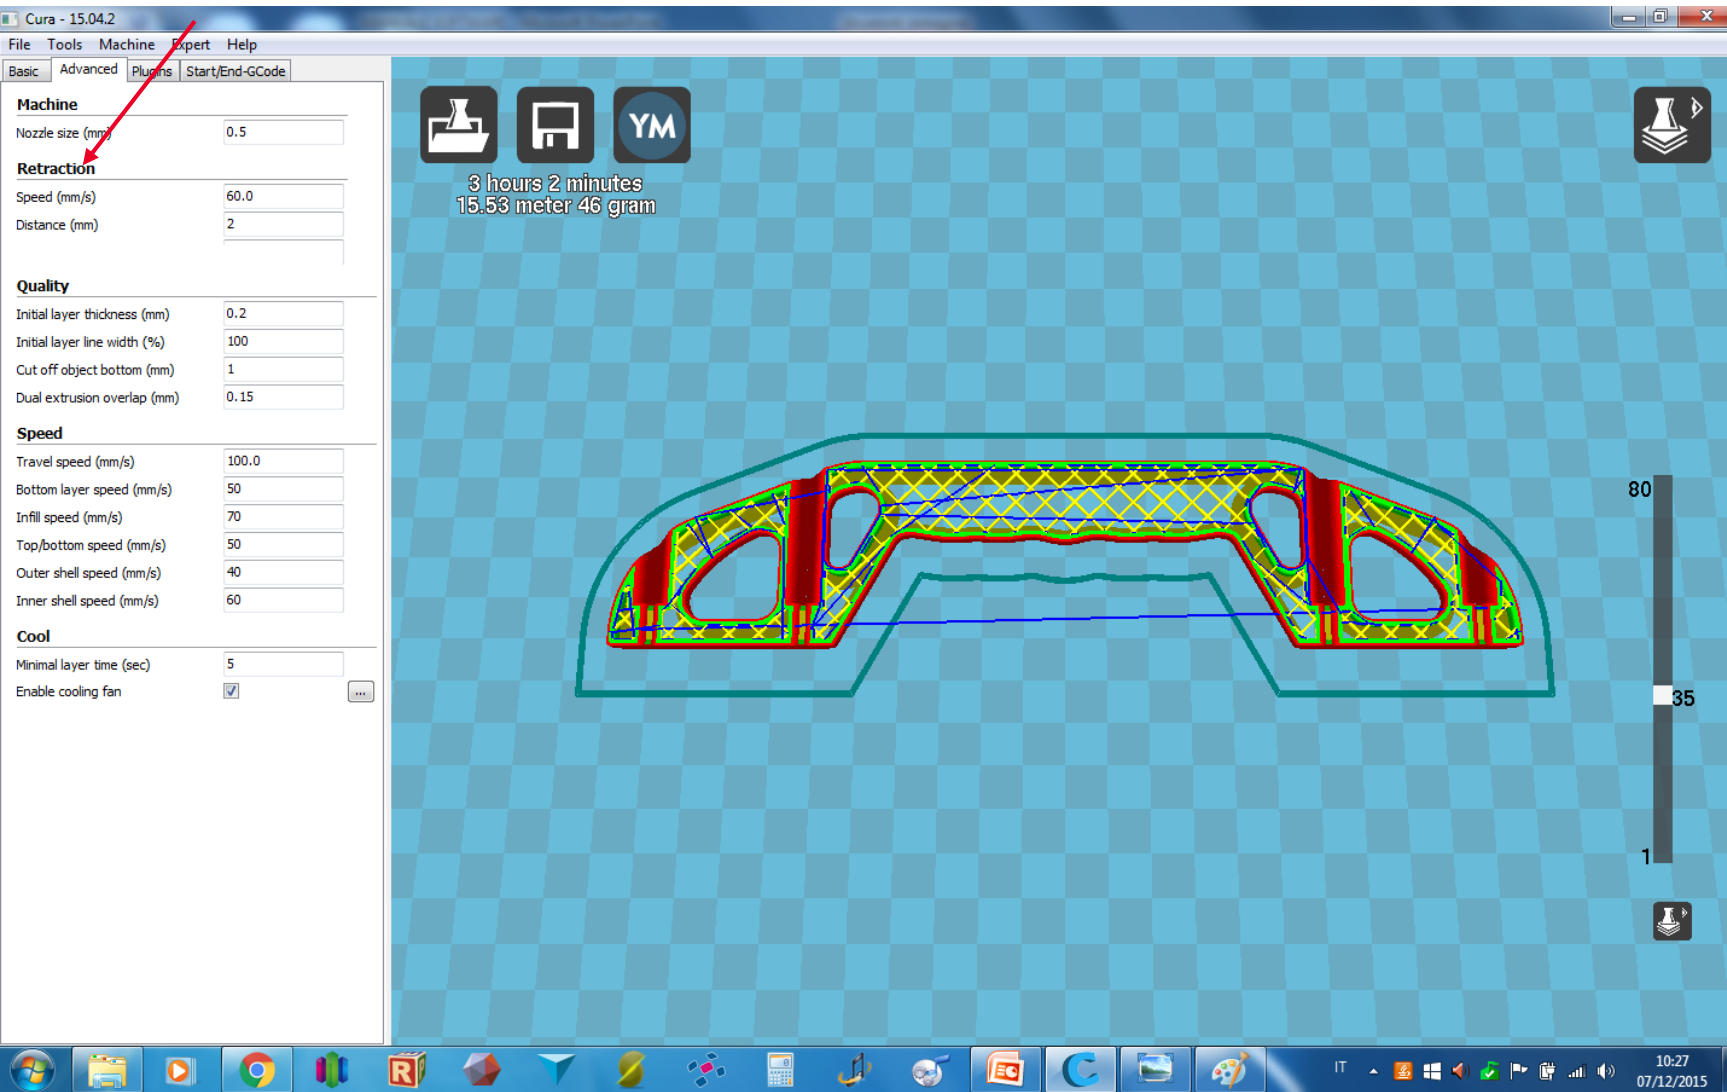 Cura - 15.04.2
File Tools Machine Expert Help
Basic Advanced Plugins Start/End-GCode
Machine
Nozzle size (mm) 0.5
Retraction
Speed (mm/s) 60.0
Distance (mm) 2
Quality
Initial layer thickness (mm) 0.2
Initial layer line width (%) 100
Cut off object bottom (mm) 1
Dual extrusion overlap (mm) 0.15
Speed
Travel speed (mm/s) 100.0
Bottom layer speed (mm/s) 50
Infill speed (mm/s) 70
Top/bottom speed (mm/s) 50
Outer shell speed (mm/s) 40
Inner shell speed (mm/s) 60
Cool
Minimal layer time (sec) 5
Enable cooling fan ...
YM
3 hours 2 minutes
15.53 meter 46 gram
80
35
1
IT
10:27
07/12/2015